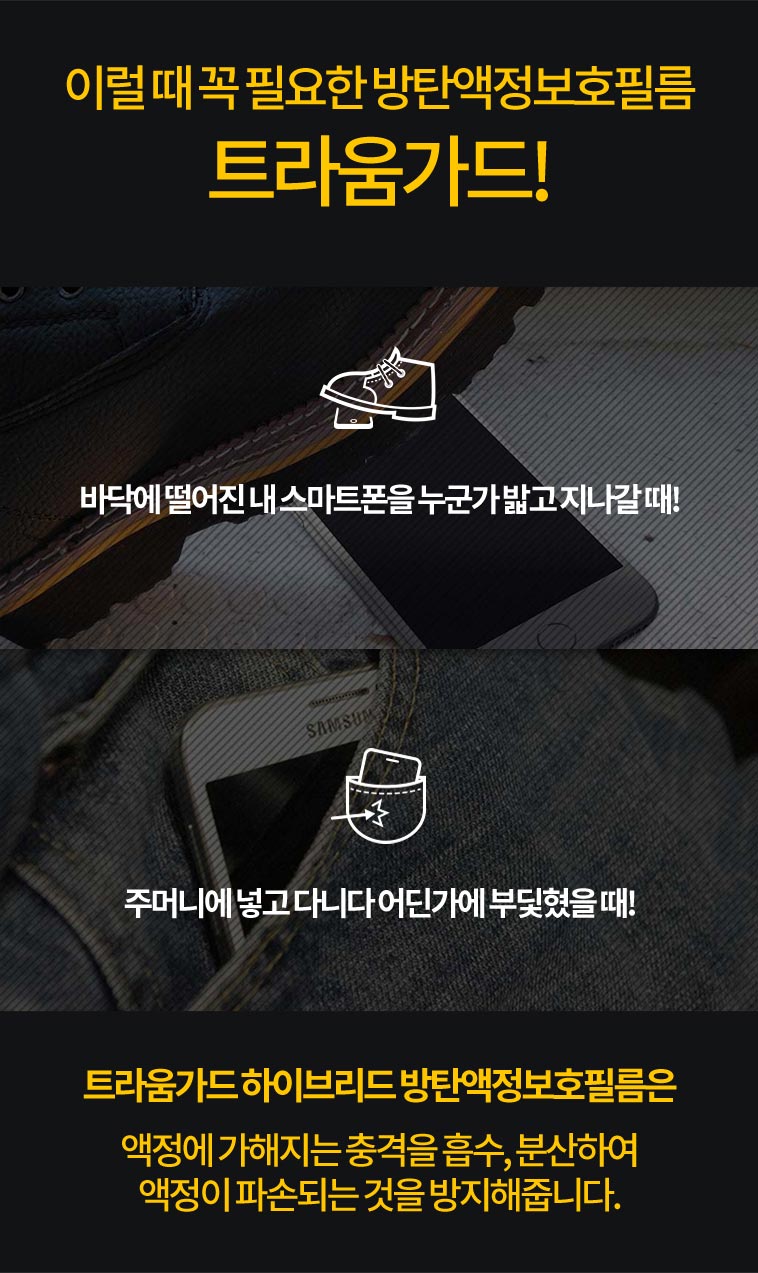 이럴 때 꼭 필요한 방탄액정보호필름
트라움가드!
바닥에 떨어진 내 스마트폰을 누군가 밟고 지나갈 때!
SAMSUN
주머니에 넣고 다니다 어딘가에 부딪혔을 때!
트라움가드 하이브리드 방탄액정보호필름은
액정에 가해지는 충격을 흡수, 분산하여
액정이 파손되는 것을 방지해줍니다.